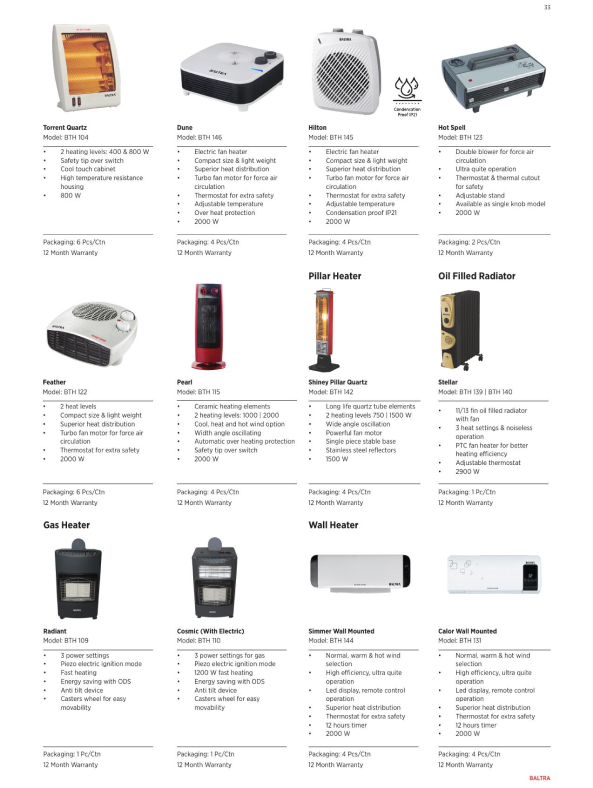 33
Condensation
Proof IP21
Torrent Quartz
Model: BTH 104
• 2 heating levels: 400 & 800 W
• Safety tip over switch
• Cool touch cabinet
• High temperature resistance
housing
• 800 W
Packaging: 6 Pcs/Ctn
12 Month Warranty
BALTRA
Dune
Model: BTH 146
• Electric fan heater
• Compact size & light weight
• Superior heat distribution
• Turbo fan motor for force air
circulation
• Thermostat for extra safety
• Adjustable temperature
• Over heat protection
• 2000 W
Packaging: 4 Pcs/Ctn
12 Month Warranty
BALTRA
Hilton
Model: BTH 145
• Electric fan heater
• Compact size & light weight
• Superior heat distribution
• Turbo fan motor for force air
circulation
• Thermostat for extra safety
• Adjustable temperature
• Condensation proof IP21
• 2000 W
Packaging: 4 Pcs/Ctn
12 Month Warranty
Hot Spell
Model: BTH 123
• Double blower for force air
circulation
• Ultra quite operation
• Thermostat & thermal cutout
for safety
• Adjustable stand
• Available as single knob model
• 2000 W
Packaging: 2 Pcs/Ctn
12 Month Warranty
BALTRA
Feather
Model: BTH 122
• 2 heat levels
• Compact size & light weight
• Superior heat distribution
• Turbo fan motor for force air
circulation
• Thermostat for extra safety
• 2000 W
Packaging: 6 Pcs/Ctn
12 Month Warranty
Pearl
Model: BTH 115
• Ceramic heating elements
• 2 heating levels: 1000 | 2000
• Cool, heat and hot wind option
• Width angle oscillating
• Automatic over heating protection
• Safety tip over switch
• 2000 W
Packaging: 4 Pcs/Ctn
12 Month Warranty
Pillar Heater
Shiney Pillar Quartz
Model: BTH 142
• Long life quartz tube elements
• 2 heating levels 750 | 1500 W
• Wide angle oscillation
• Powerful fan motor
• Single piece stable base
• Stainless steel reflectors
• 1500 W
Packaging: 4 Pcs/Ctn
12 Month Warranty
Oil Filled Radiator
Stellar
Model: BTH 139 | BTH 140
• 11/13 fin oil filled radiator
with fan
• 3 heat settings & noiseless
operation
• PTC fan heater for better
heating efficiency
• Adjustable thermostat
• 2900 W
Packaging: 1 Pc/Ctn
12 Month Warranty
Gas Heater
BALTRA
Radiant
Model: BTH 109
• 3 power settings
• Piezo electric ignition mode
• Fast heating
• Energy saving with ODS
• Anti tilt device
• Casters wheel for easy
movability
Packaging: 1 Pc/Ctn
12 Month Warranty
Cosmic (With Electric)
Model: BTH 110
• 3 power settings for gas
• Piezo electric ignition mode
• 1200 W fast heating
• Energy saving with ODS
• Anti tilt device
• Casters wheel for easy
movability
Packaging: 1 Pc/Ctn
12 Month Warranty
Wall Heater
BALTRA
Simmer Wall Mounted
Model: BTH 144
• Normal, warm & hot wind
selection
• High efficiency, ultra quite
operation
• Led display, remote control
operation
• Superior heat distribution
• Thermostat for extra safety
• 12 hours timer
• 2000 W
Packaging: 4 Pcs/Ctn
12 Month Warranty
BALTRA
Calor Wall Mounted
Model: BTH 131
• Normal, warm & hot wind
selection
• High efficiency, ultra quite
operation
• Led display, remote control
operation
• Superior heat distribution
• Thermostat for extra safety
• 12 hours timer
• 2000 W
Packaging: 4 Pcs/Ctn
12 Month Warranty
BALTRA